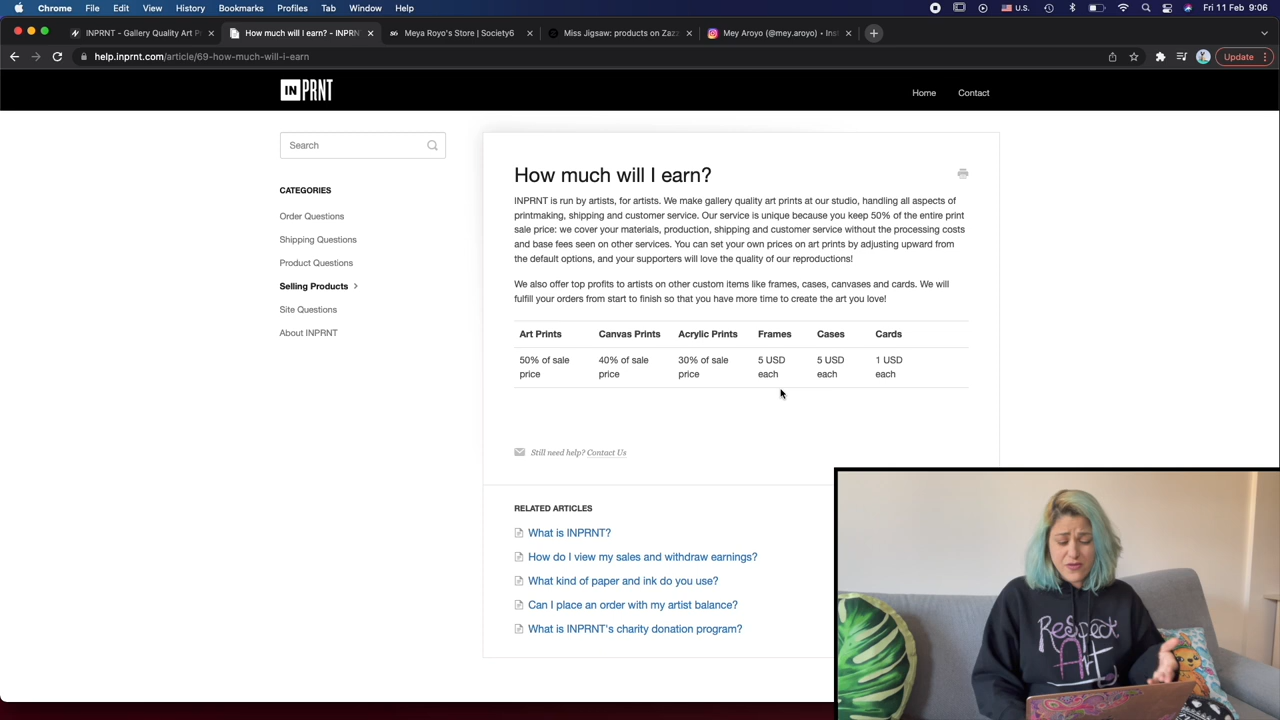 Chrome File Edit View History Bookmarks Profiles Tab Window Help U.S. Fri 11 Feb 9:06
INPRNT - Gallery Quality Art P How much will I earn? - INPRN Meya Royo's Store | Society6 Miss Jigsaw: products on Zazz Mey Aroyo (@mey.aroyo) • Ins
help.inprnt.com/article/69-how-much-will-i-earn Update
INPRNT Home Contact
Search
CATEGORIES
Order Questions
Shipping Questions
Product Questions
Selling Products
Site Questions
About INPRNT
How much will I earn?
INPRNT is run by artists, for artists. We make gallery quality art prints at our studio, handling all aspects of
printmaking, shipping and customer service. Our service is unique because you keep 50% of the entire print
sale price: we cover your materials, production, shipping and customer service without the processing costs
and base fees seen on other services. You can set your own prices on art prints by adjusting upward from
the default options, and your supporters will love the quality of our reproductions!
We also offer top profits to artists on other custom items like frames, cases, canvases and cards. We will
fulfill your orders from start to finish so that you have more time to create the art you love!
Art Prints Canvas Prints Acrylic Prints Frames Cases Cards
50% of sale 40% of sale 30% of sale 5 USD 5 USD 1 USD
price price price each each each
Still need help? Contact Us
RELATED ARTICLES
What is INPRNT?
How do I view my sales and withdraw earnings?
What kind of paper and ink do you use?
Can I place an order with my artist balance?
What is INPRNT's charity donation program?
Respect
Art